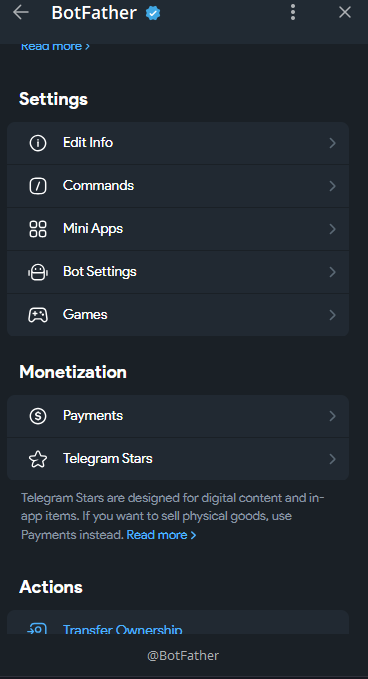 BotFather
Read more >
Settings
Edit Info
Commands
Mini Apps
Bot Settings
Games
Monetization
Payments
Telegram Stars
Telegram Stars are designed for digital content and in-
app items. If you want to sell physical goods, use
Payments instead. Read more >
Actions
Transfer Ownership
@BotFather